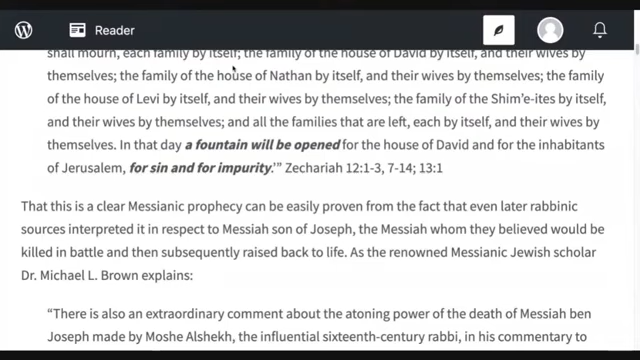 Reader
shall mourn, each family by itself; the family of the house of David by itself, and their wives by
themselves; the family of the house of Nathan by itself, and their wives by themselves; the family
of the house of Levi by itself, and their wives by themselves; the family of the Shim’e-ites by itself,
and their wives by themselves; and all the families that are left, each by itself, and their wives by
themselves. In that day a fountain will be opened for the house of David and for the inhabitants
of Jerusalem, for sin and for impurity.’” Zechariah 12:1-3, 7-14; 13:1
That this is a clear Messianic prophecy can be easily proven from the fact that even later rabbinic
sources interpreted it in respect to Messiah son of Joseph, the Messiah whom they believed would be
killed in battle and then subsequently raised back to life. As the renowned Messianic Jewish scholar
Dr. Michael L. Brown explains:
“There is also an extraordinary comment about the atoning power of the death of Messiah ben
Joseph made by Moshe Alshekh, the influential sixteenth-century rabbi, in his commentary to